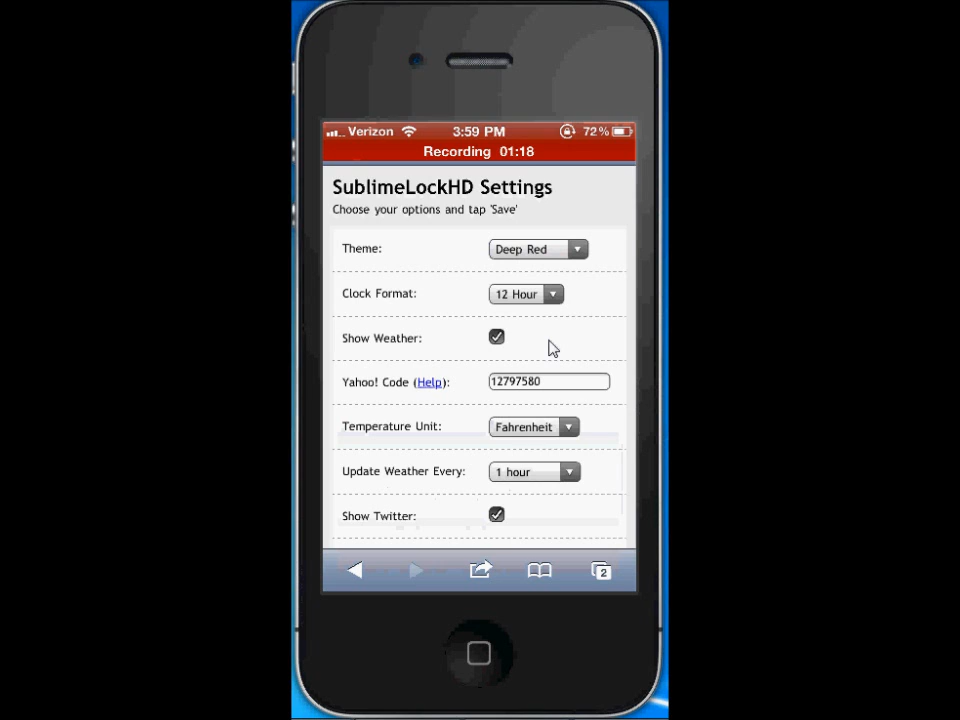 Verizon 3:59 PM 72%
Recording 01:18
SublimeLockHD Settings
Choose your options and tap 'Save'
Theme: Deep Red
Clock Format: 12 Hour
Show Weather:
Yahoo! Code (Help): 12797580
Temperature Unit: Fahrenheit
Update Weather Every: 1 hour
Show Twitter:
2